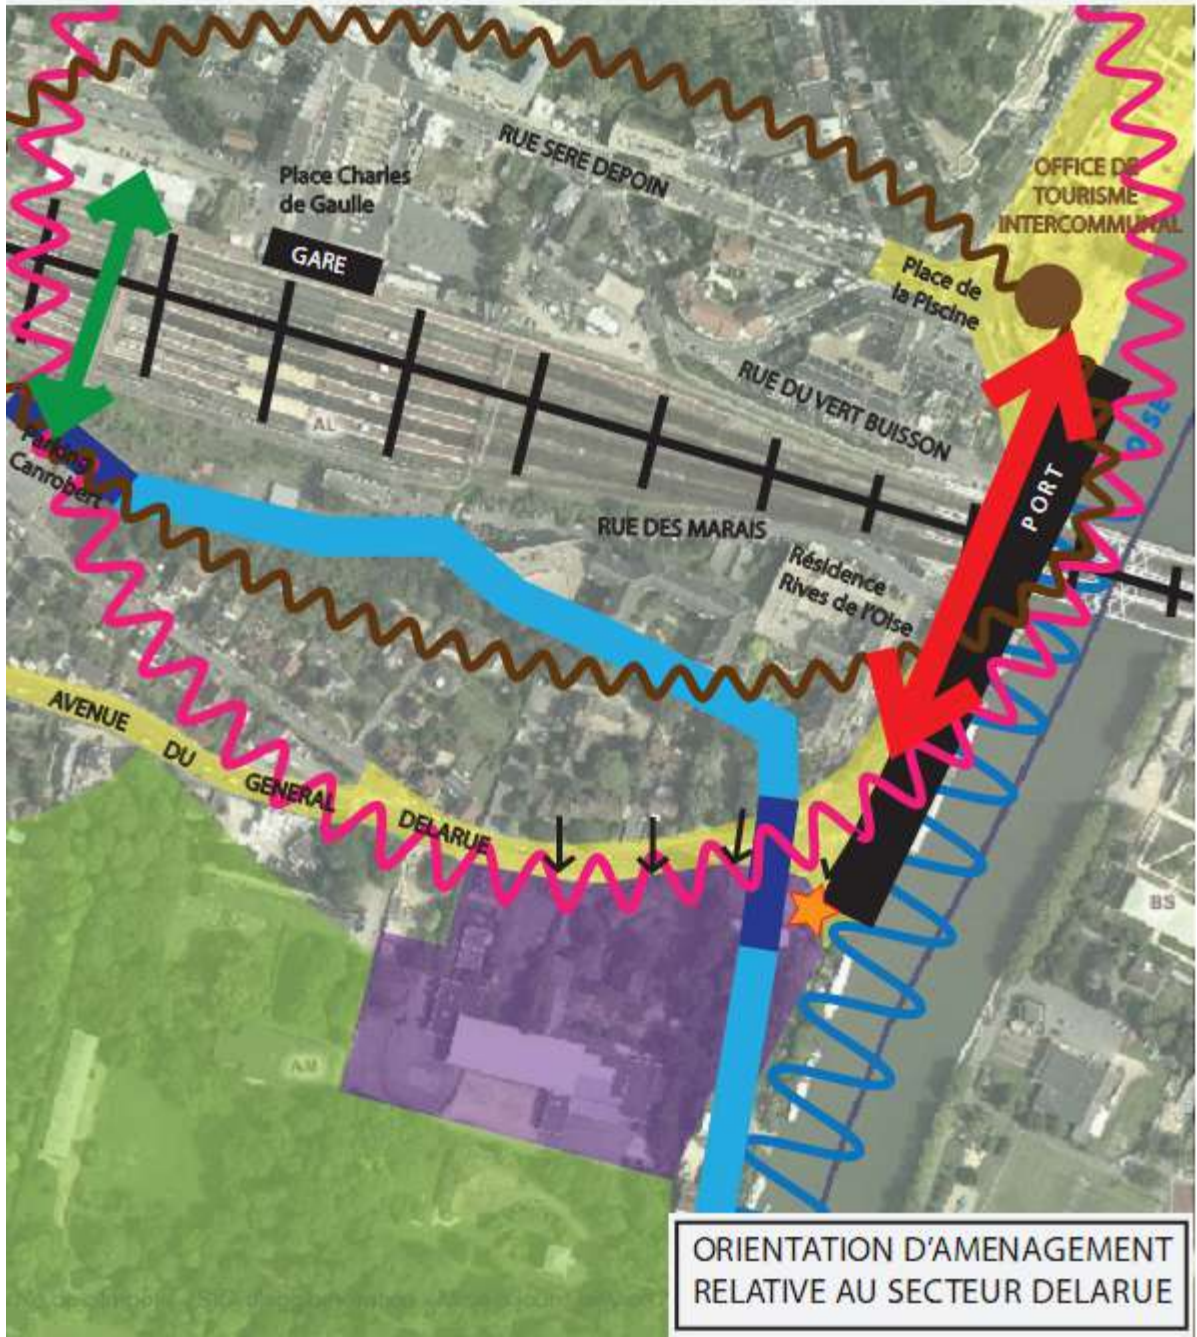 RUE SERE DEPOIN
Place Charles
de Gaulle
GARE
OFFICE DE
TOURISME
INTERCOMMUNAL
Place de
la Piscine
RUE DU VERT BUISSON
AL
OISE
Parking
Canrobert
PORT
RUE DES MARAIS
Résidence
Rives de l'Oise
AVENUE DU GENERAL DELARUE
BS
AM
ORIENTATION D'AMENAGEMENT
RELATIVE AU SECTEUR DELARUE